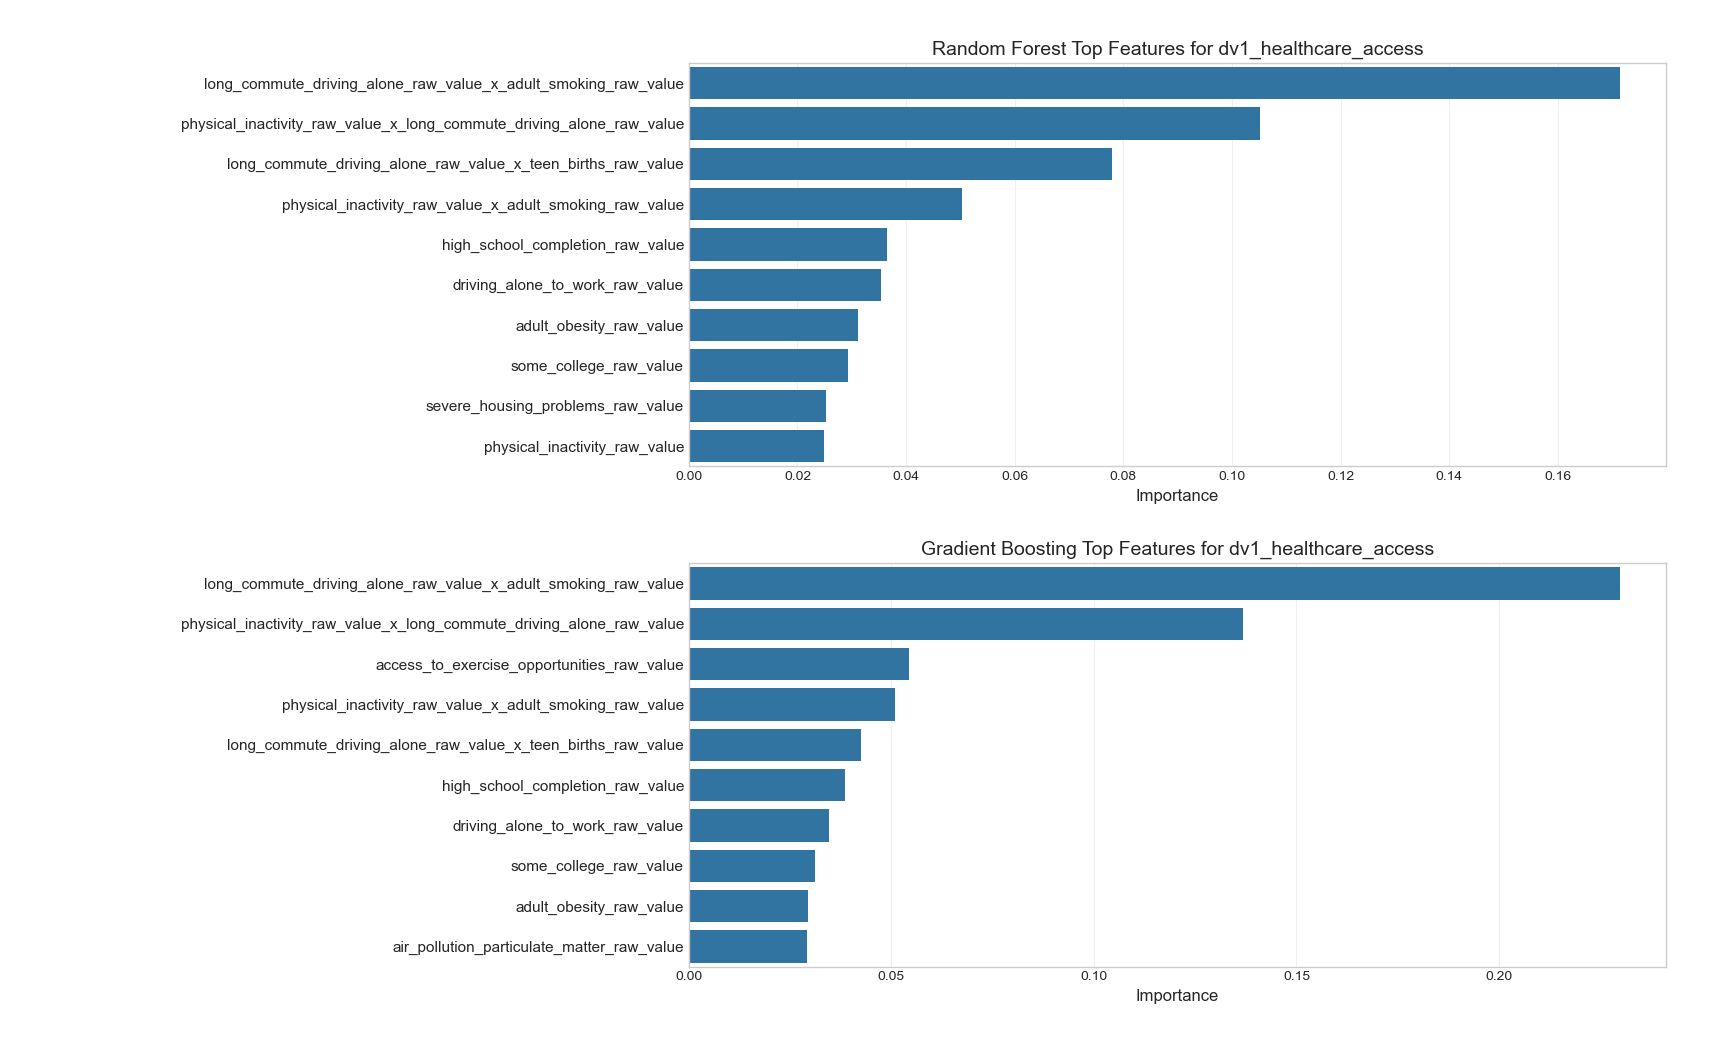 Random Forest Top Features for dv1_healthcare_access
long_commute_driving_alone_raw_value_x_adult_smoking_raw_value
physical_inactivity_raw_value_x_long_commute_driving_alone_raw_value
long_commute_driving_alone_raw_value_x_teen_births_raw_value
physical_inactivity_raw_value_x_adult_smoking_raw_value
high_school_completion_raw_value
driving_alone_to_work_raw_value
adult_obesity_raw_value
some_college_raw_value
severe_housing_problems_raw_value
physical_inactivity_raw_value
0.00 0.02 0.04 0.06 0.08 0.10 0.12 0.14 0.16
Importance
Gradient Boosting Top Features for dv1_healthcare_access
long_commute_driving_alone_raw_value_x_adult_smoking_raw_value
physical_inactivity_raw_value_x_long_commute_driving_alone_raw_value
access_to_exercise_opportunities_raw_value
physical_inactivity_raw_value_x_adult_smoking_raw_value
long_commute_driving_alone_raw_value_x_teen_births_raw_value
high_school_completion_raw_value
driving_alone_to_work_raw_value
some_college_raw_value
adult_obesity_raw_value
air_pollution_particulate_matter_raw_value
0.00 0.05 0.10 0.15 0.20
Importance